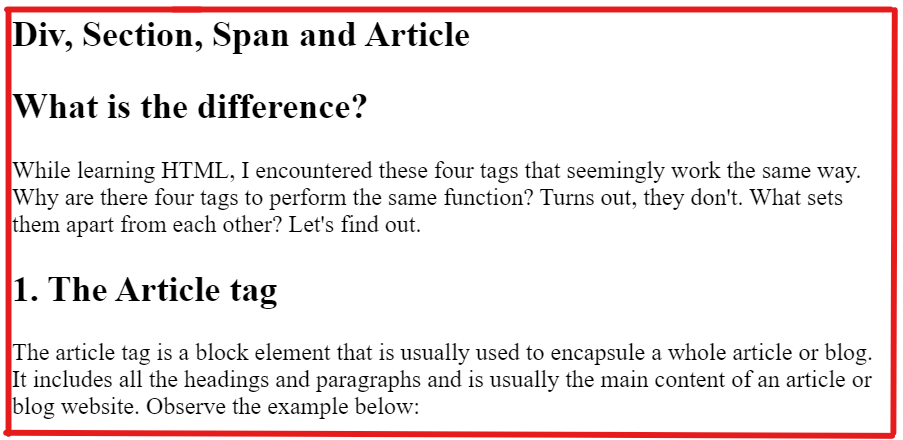 Div, Section, Span and Article
What is the difference?
While learning HTML, I encountered these four tags that seemingly work the same way.
Why are there four tags to perform the same function? Turns out, they don't. What sets
them apart from each other? Let's find out.
1. The Article tag
The article tag is a block element that is usually used to encapsule a whole article or blog.
It includes all the headings and paragraphs and is usually the main content of an article or
blog website. Observe the example below: